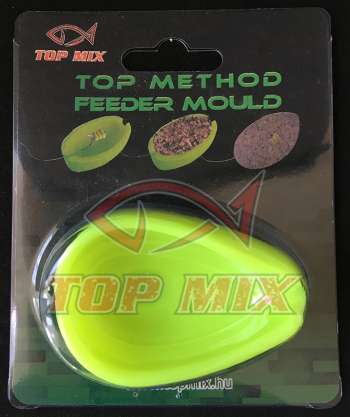 TOP MIX
TOP METHOD
FEEDER MOULD
TOP MIX
topmix.hu